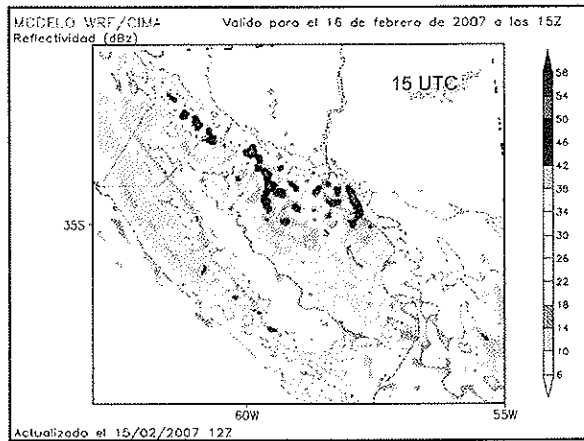 MODELO WRF/CIMA
Valido para el 16 de febrero de 2007 a las 15Z
Reflectividad (dBz)
15 UTC
58
54
50
46
42
39
34
28
26
22
18
14
10
6
35S
60W
55W
Actualizado el 15/02/2007 12Z